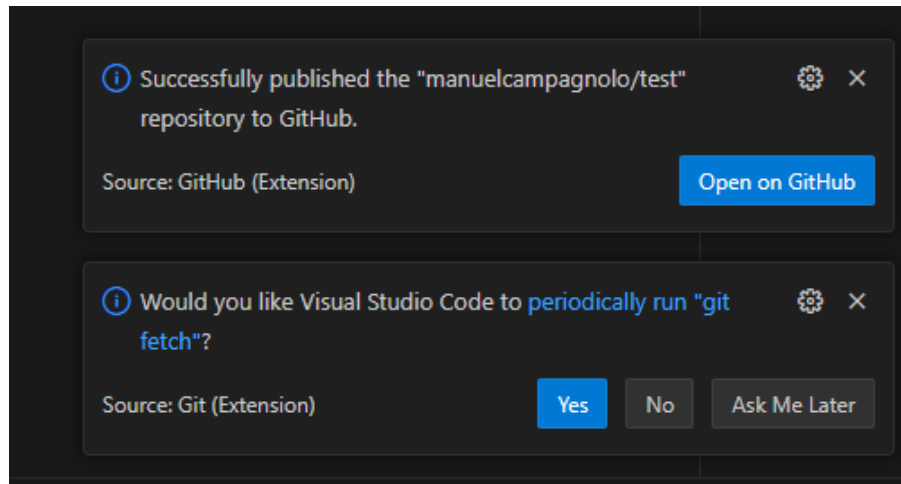 Successfully published the "manuelcampagnolo/test"
repository to GitHub.
Source: GitHub (Extension)
Open on GitHub
Would you like Visual Studio Code to periodically run "git
fetch"?
Source: Git (Extension)
Yes
No
Ask Me Later